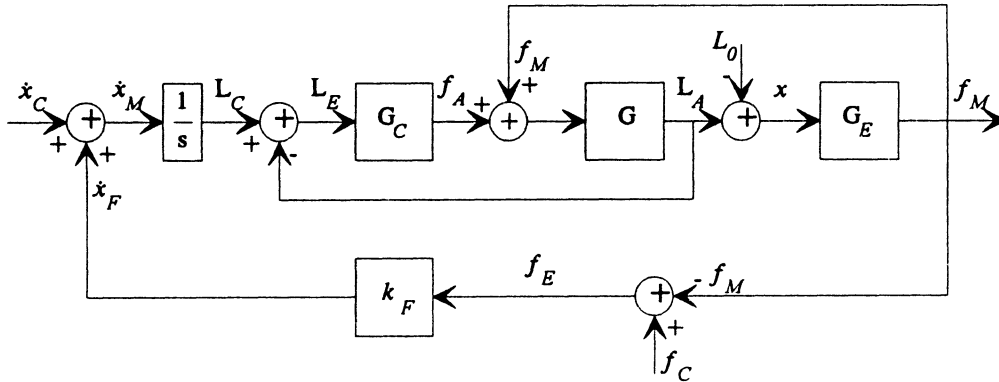 f_M
L_0
ẋ_C
ẋ_M
1/s
L_C
L_E
G_C
f_A
G
L_A
x
G_E
f_M
+
+
+
+
+
+
+
+
+
-
-
ẋ_F
k_F
f_E
+
-
f_M
+
f_C